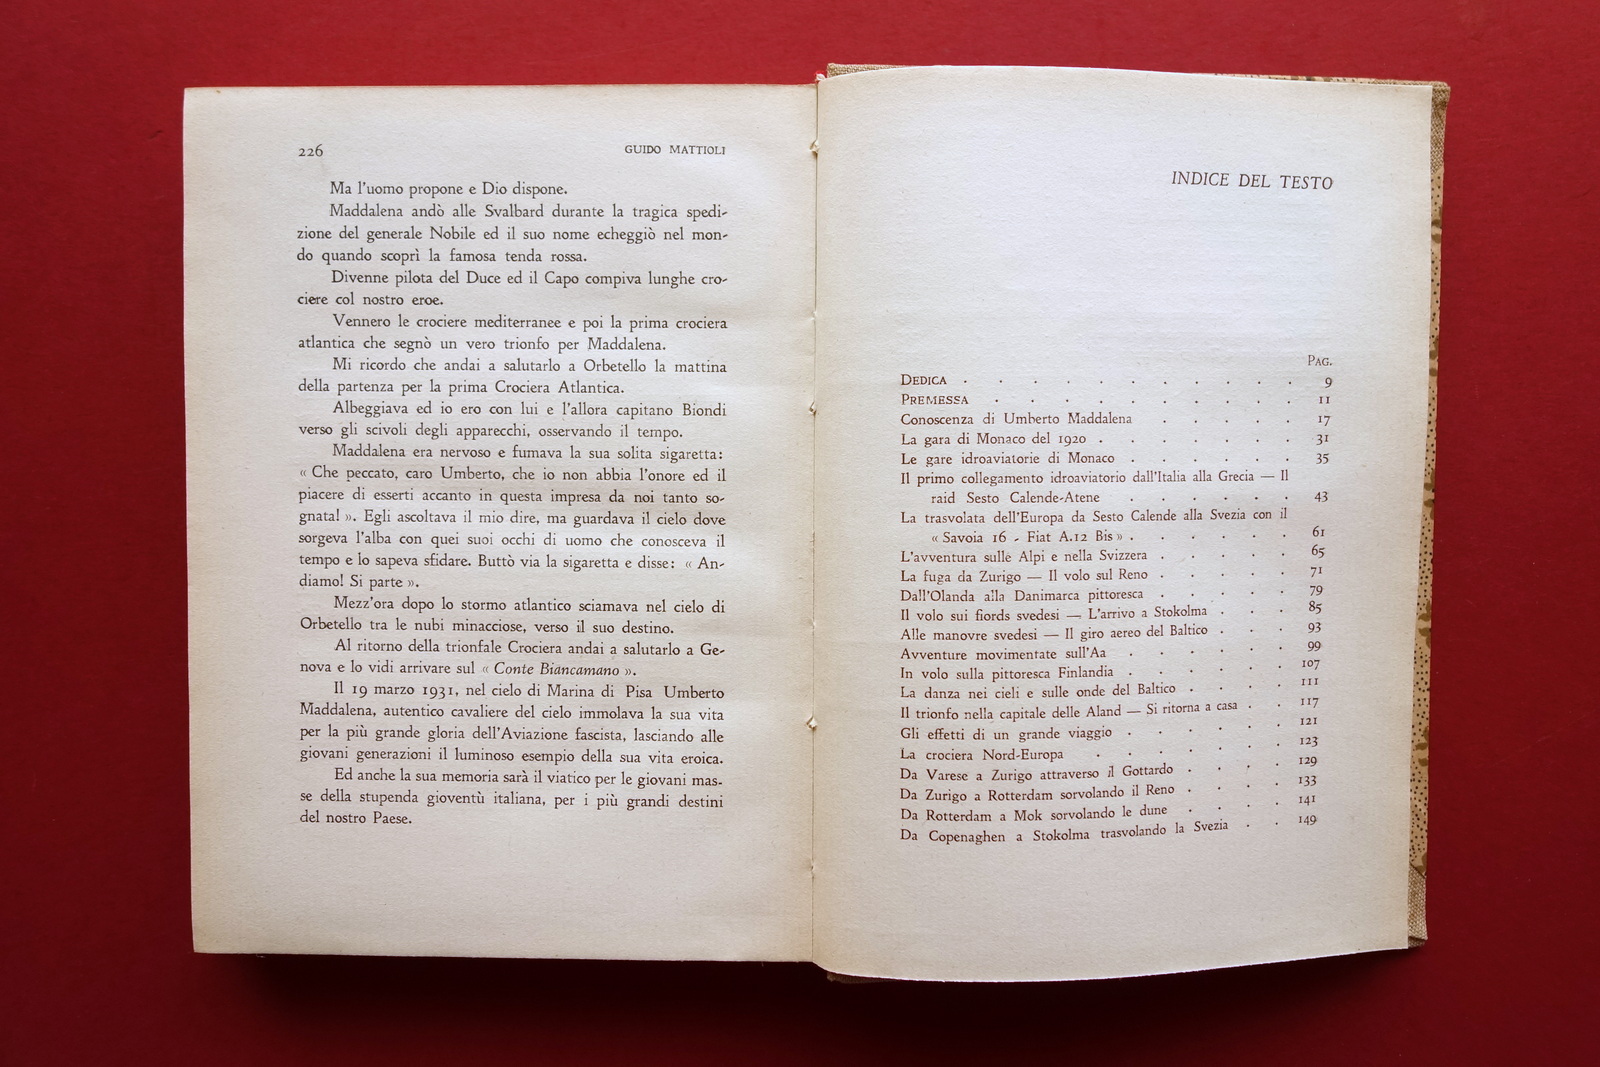 226
GUIDO MATTIOLI
Ma l'uomo propone e Dio dispone.
Maddalena andò alle Svalbard durante la tragica spedi-
zione del generale Nobile ed il suo nome echeggiò nel mon-
do quando scoprì la famosa tenda rossa.
Divenne pilota del Duce ed il Capo compiva lunghe cro-
ciere col nostro eroe.
Vennero le crociere mediterranee e poi la prima crociera
atlantica che segnò un vero trionfo per Maddalena.
Mi ricordo che andai a salutarlo a Orbetello la mattina
della partenza per la prima Crociera Atlantica.
Albeggiava ed io ero con lui e l'allora capitano Biondi
verso gli scivoli degli apparecchi, osservando il tempo.
Maddalena era nervoso e fumava la sua solita sigaretta:
« Che peccato, caro Umberto, che io non abbia l'onore ed il
piacere di esserti accanto in questa impresa da noi tanto so-
gnata! ». Egli ascoltava il mio dire, ma guardava il cielo dove
sorgeva l'alba con quei suoi occhi di uomo che conosceva il
tempo e lo sapeva sfidare. Buttò via la sigaretta e disse: « An-
diamo! Si parte ».
Mezz'ora dopo lo stormo atlantico sciamava nel cielo di
Orbetello tra le nubi minacciose, verso il suo destino.
Al ritorno della trionfale Crociera andai a salutarlo a Ge-
nova e lo vidi arrivare sul « Conte Biancamano ».
Il 19 marzo 1931, nel cielo di Marina di Pisa Umberto
Maddalena, autentico cavaliere del cielo immolava la sua vita
per la più grande gloria dell'Aviazione fascista, lasciando alle
giovani generazioni il luminoso esempio della sua vita eroica.
Ed anche la sua memoria sarà il viatico per le giovani mas-
se della stupenda gioventù italiana, per i più grandi destini
del nostro Paese.
INDICE DEL TESTO
PAG.
DEDICA . . . . . . . . . . 9
PREMESSA . . . . . . . . . 11
Conoscenza di Umberto Maddalena . . . . . 17
La gara di Monaco del 1920 . . . . . . 31
Le gare idroaviatorie di Monaco . . . . . 35
Il primo collegamento idroaviatorio dall'Italia alla Grecia — Il
raid Sesto Calende-Atene . . . . . . 43
La trasvolata dell'Europa da Sesto Calende alla Svezia con il
« Savoia 16 - Fiat A.12 Bis » . . . . . 61
L'avventura sulle Alpi e nella Svizzera . . . . 65
La fuga da Zurigo — Il volo sul Reno . . . . 71
Dall'Olanda alla Danimarca pittoresca . . . . 79
Il volo sui fiords svedesi — L'arrivo a Stokolma . . . 85
Alle manovre svedesi — Il giro aereo del Baltico . . . 93
Avventure movimentate sull'Aa . . . . . 99
In volo sulla pittoresca Finlandia . . . . . 107
La danza nei cieli e sulle onde del Baltico . . . . 111
Il trionfo nella capitale delle Aland — Si ritorna a casa . . 117
Gli effetti di un grande viaggio . . . . . 121
La crociera Nord-Europa . . . . . . 123
Da Varese a Zurigo attraverso il Gottardo . . . . 129
Da Zurigo a Rotterdam sorvolando il Reno . . . . 133
Da Rotterdam a Mok sorvolando le dune . . . . 141
Da Copenaghen a Stokolma trasvolando la Svezia . . 149